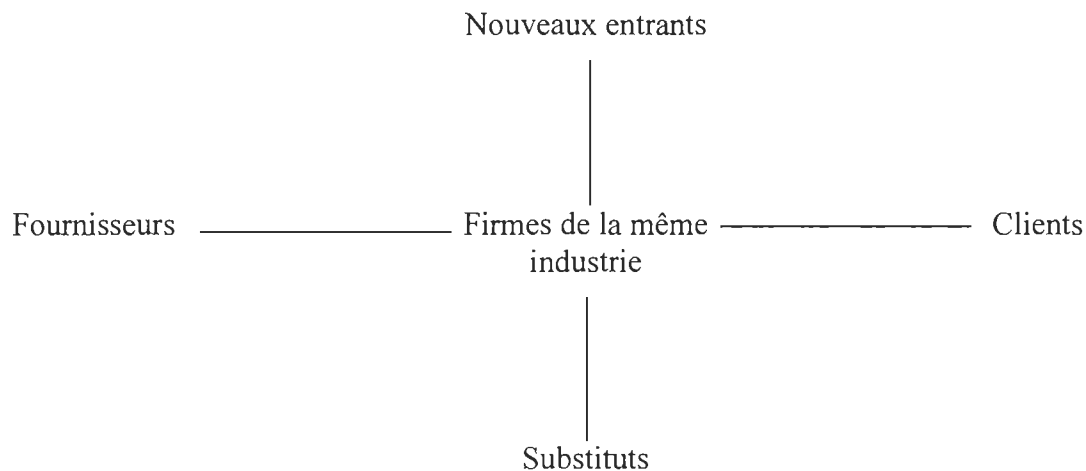 Nouveaux entrants
Fournisseurs
Firmes de la même
industrie
Clients
Substituts